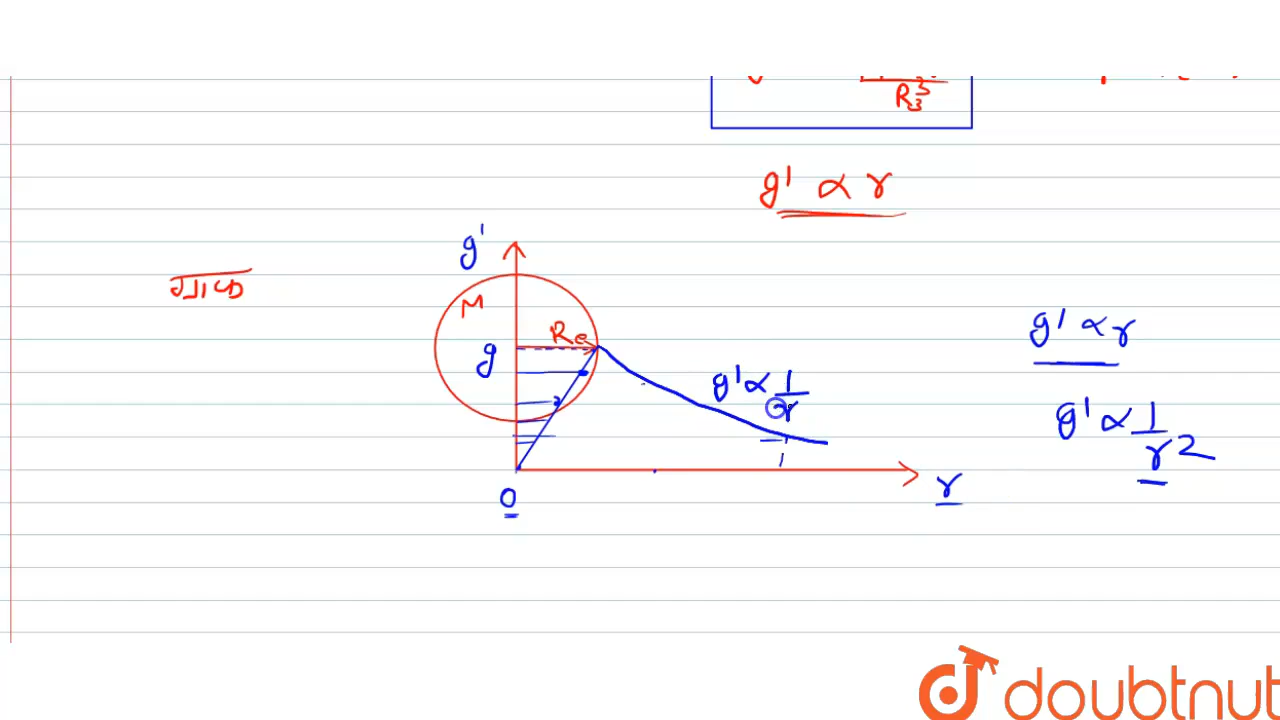 R³
g' ∝ r
g'
ग्राफ
M
Re
g
g' ∝ r
g' ∝ 1/r
g' ∝ 1/r²
r
0
doubtnut